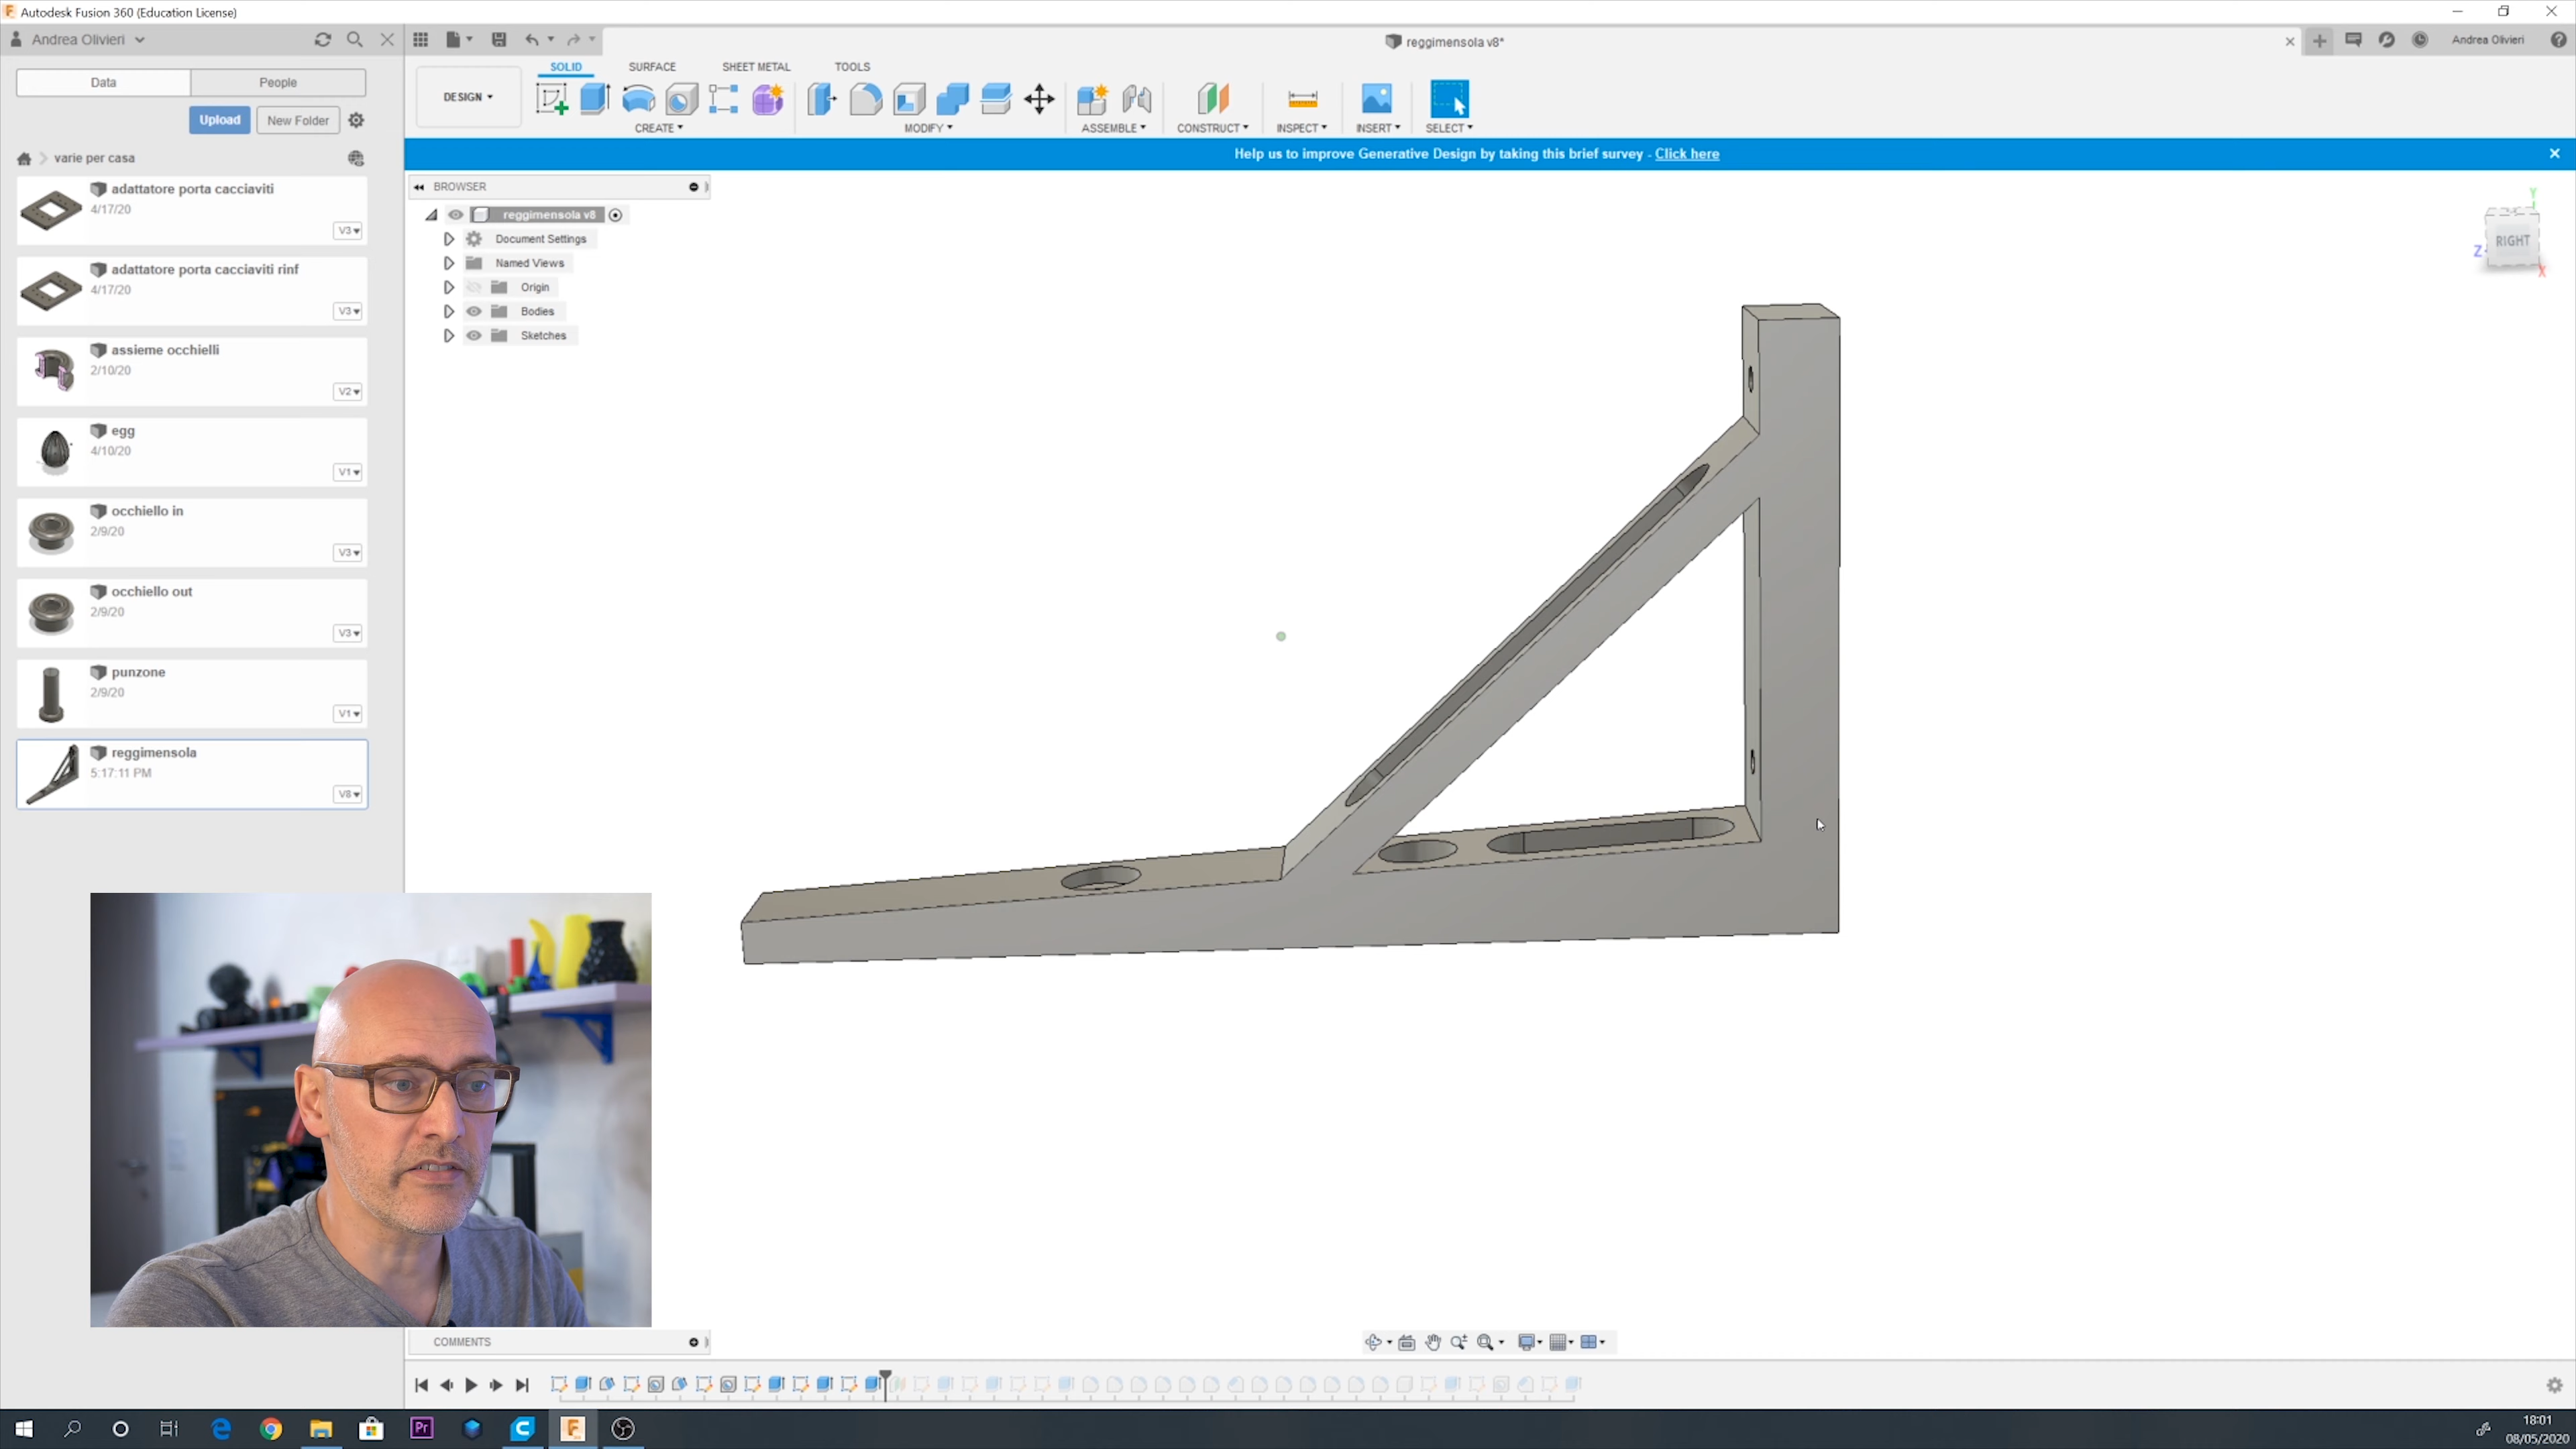 Autodesk Fusion 360 (Education License)
Andrea Olivieri
reggimensola v8*
Andrea Olivieri
Data
People
Upload
New Folder
varie per casa
adattatore porta cacciaviti
4/17/20
V3
adattatore porta cacciaviti rinf
4/17/20
V3
assieme occhielli
2/10/20
V2
egg
4/10/20
V1
occhiello in
2/9/20
V3
occhiello out
2/9/20
V3
punzone
2/9/20
V1
reggimensola
5:17:11 PM
V8
DESIGN
SOLID
SURFACE
SHEET METAL
TOOLS
CREATE
MODIFY
ASSEMBLE
CONSTRUCT
INSPECT
INSERT
SELECT
Help us to improve Generative Design by taking this brief survey - Click here
BROWSER
reggimensola v8
Document Settings
Named Views
Origin
Bodies
Sketches
Y
RIGHT
Z
X
COMMENTS
Pr
18:01
08/05/2020